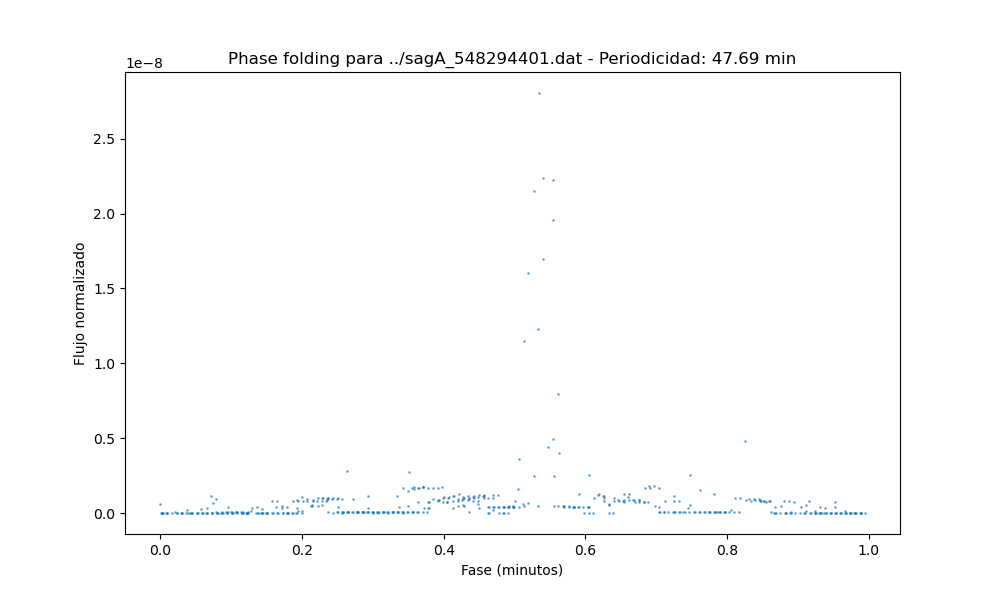 Phase folding para ../sagA_548294401.dat - Periodicidad: 47.69 min
1e−8
2.5
2.0
1.5
1.0
0.5
0.0
Flujo normalizado
0.0 0.2 0.4 0.6 0.8 1.0
Fase (minutos)